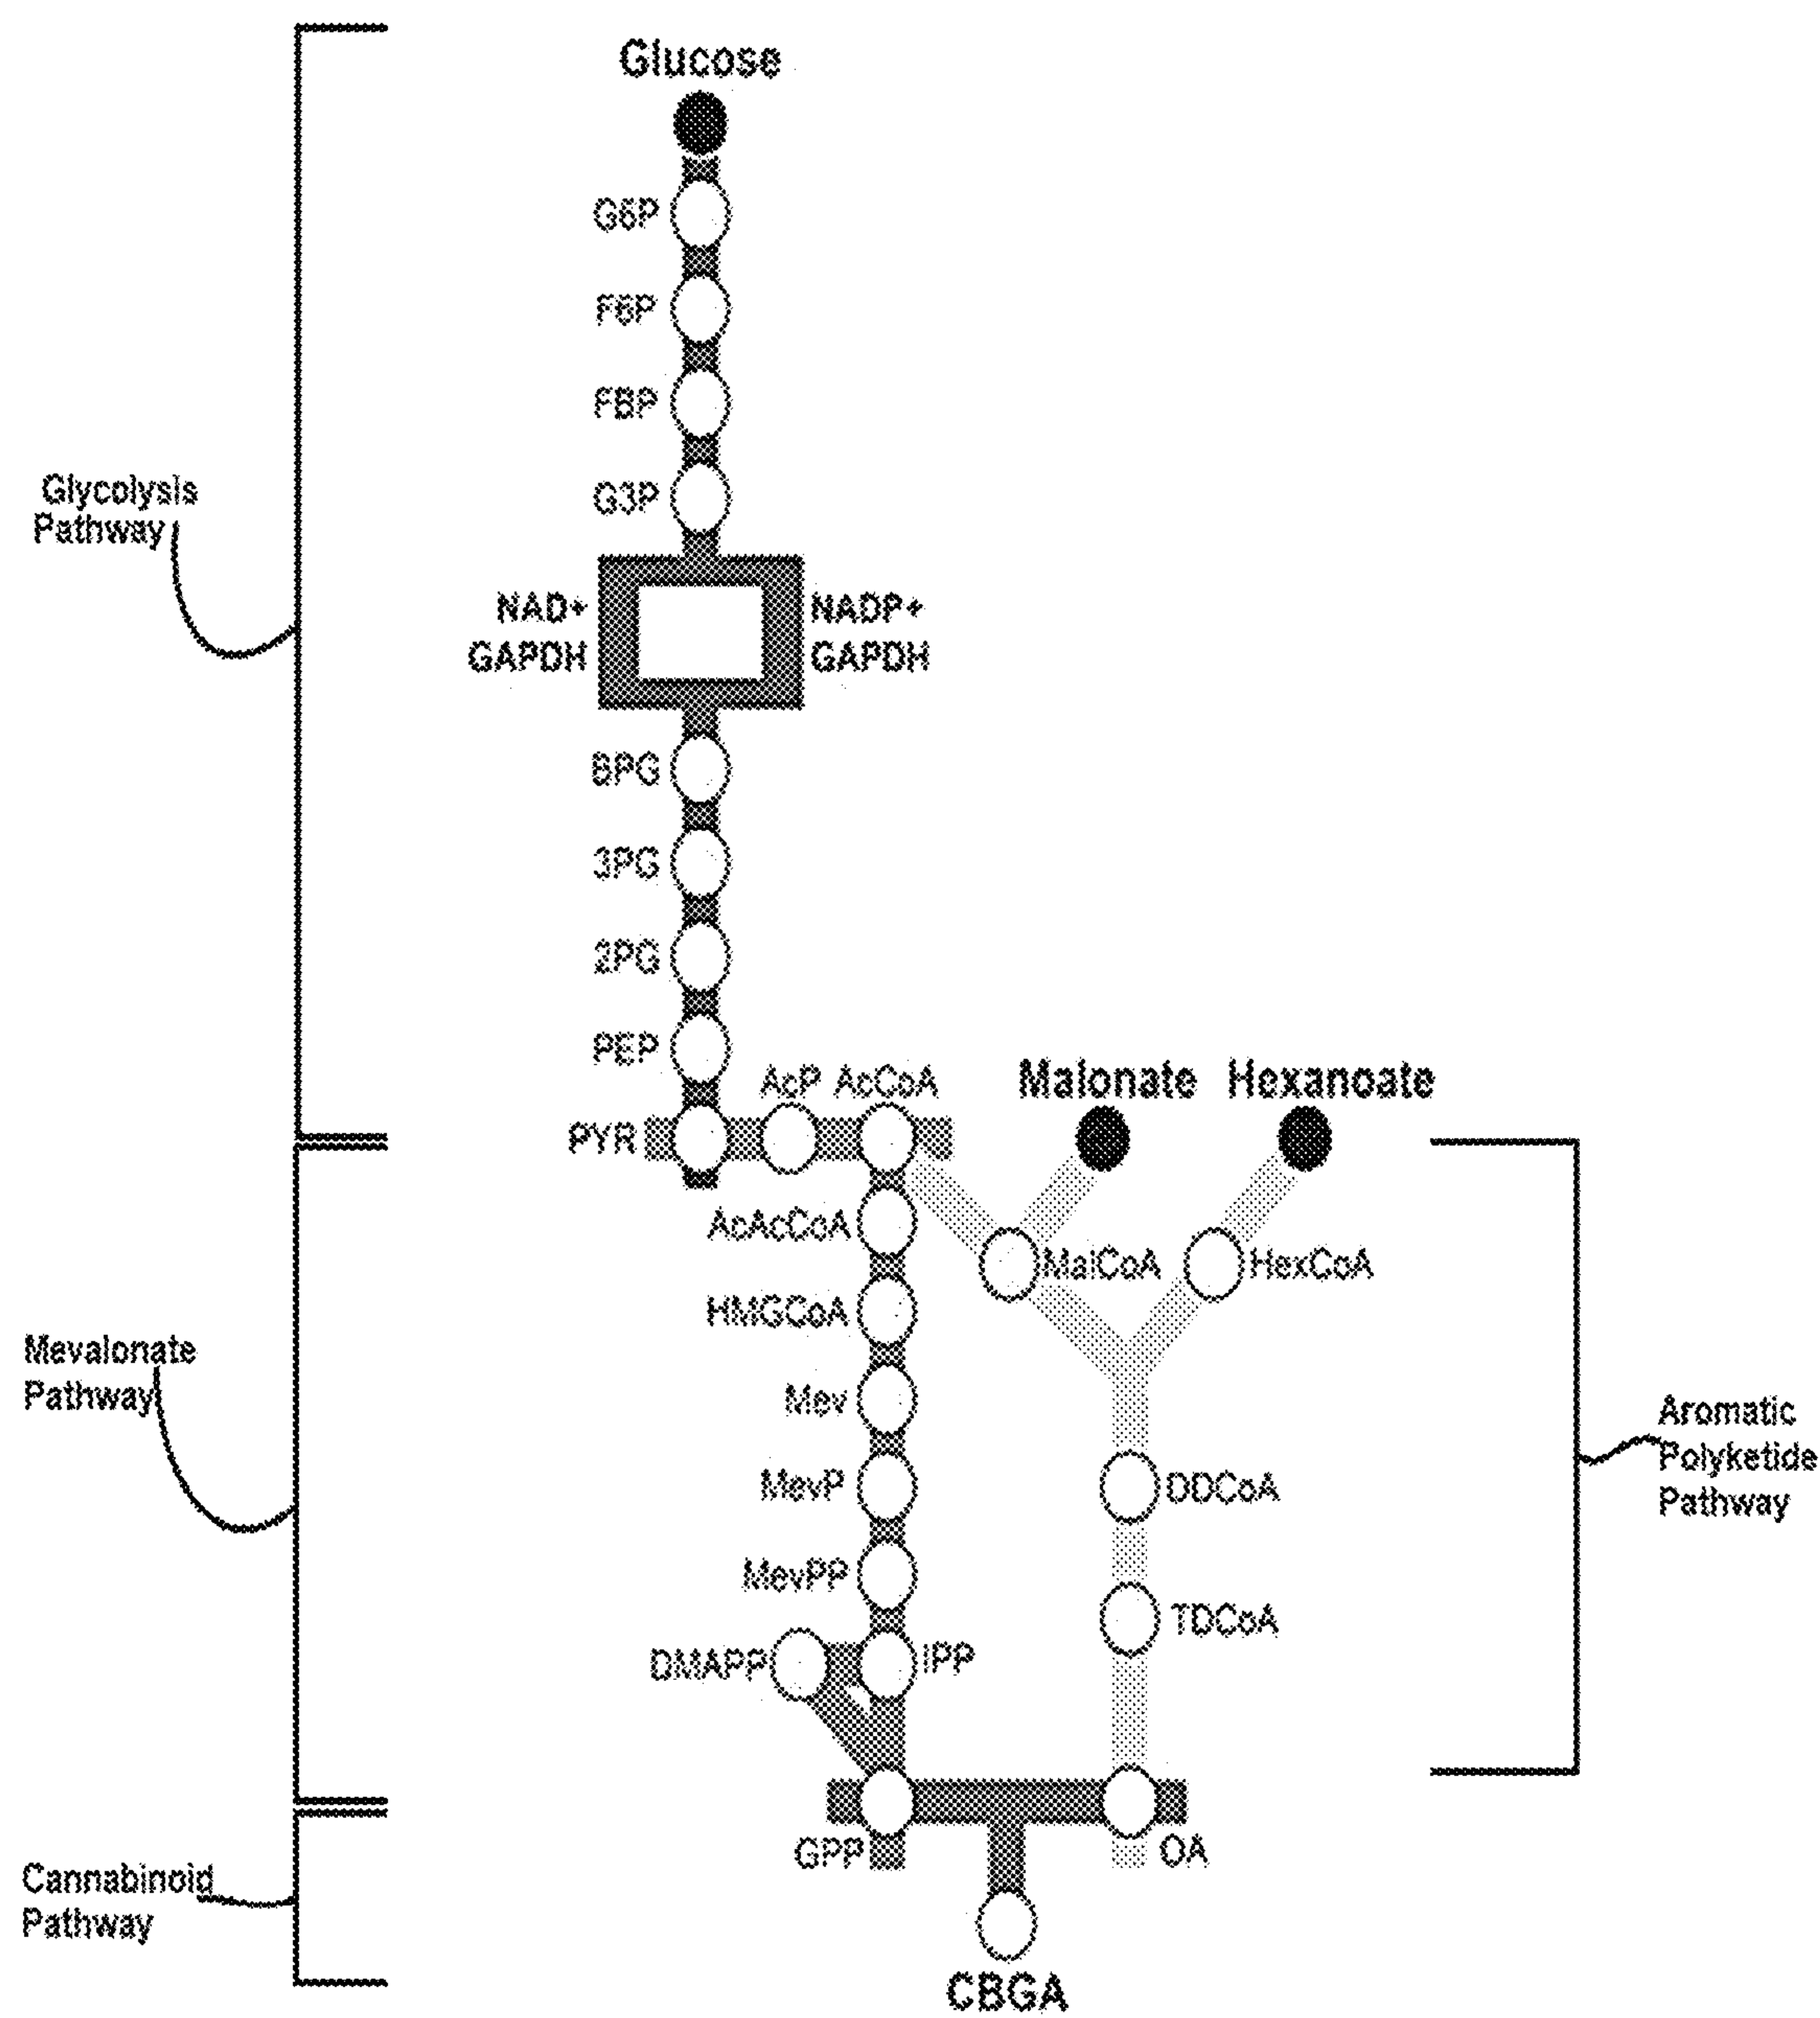 Glucose
G6P
F6P
FBP
G3P
Glycolysis
Pathway
NAD+
GAPDH
NADP+
GAPDH
BPG
3PG
2PG
PEP
PYR
AcP
AcCoA
Malonate
Hexanoate
AcAcCoA
MalCoA
HexCoA
HMGCoA
Mevalonate
Pathway
Mev
MevP
DDCoA
Aromatic
Polyketide
Pathway
MevPP
TDCoA
DMAPP
IPP
GPP
OA
Cannabinoid
Pathway
CBGA